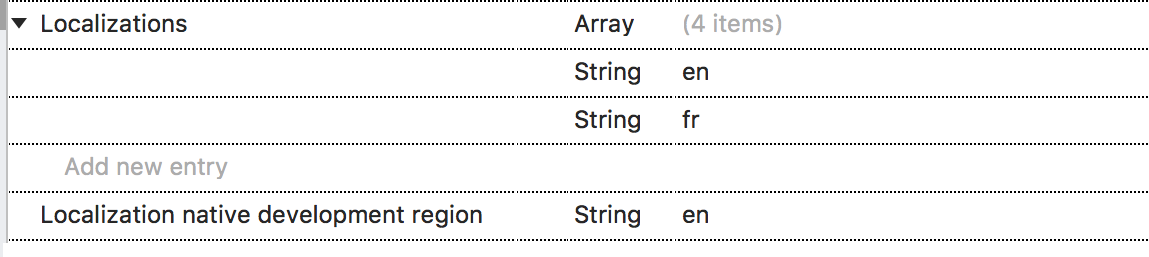 Localizations Array (4 items)
String en
String fr
Add new entry
Localization native development region String en